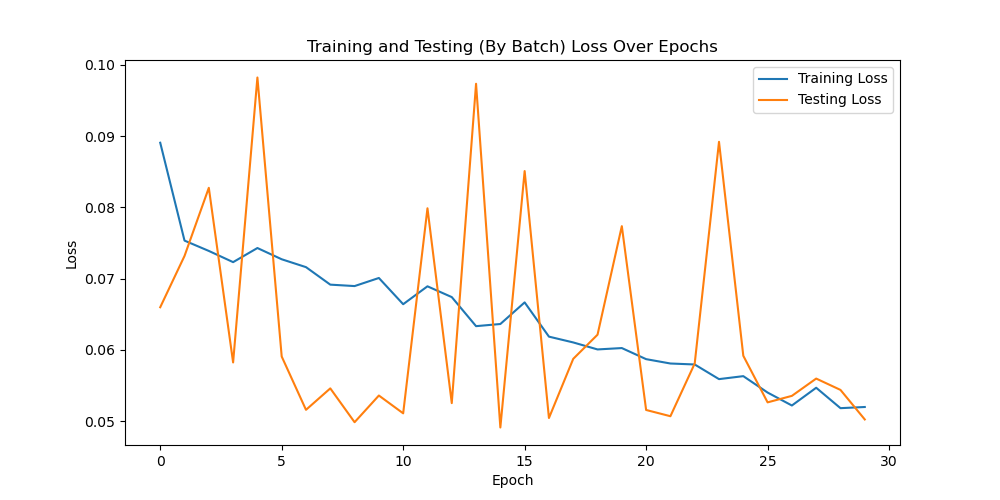 Training and Testing (By Batch) Loss Over Epochs
Training Loss
Testing Loss
0.10
0.09
0.08
0.07
0.06
0.05
Loss
0 5 10 15 20 25 30
Epoch